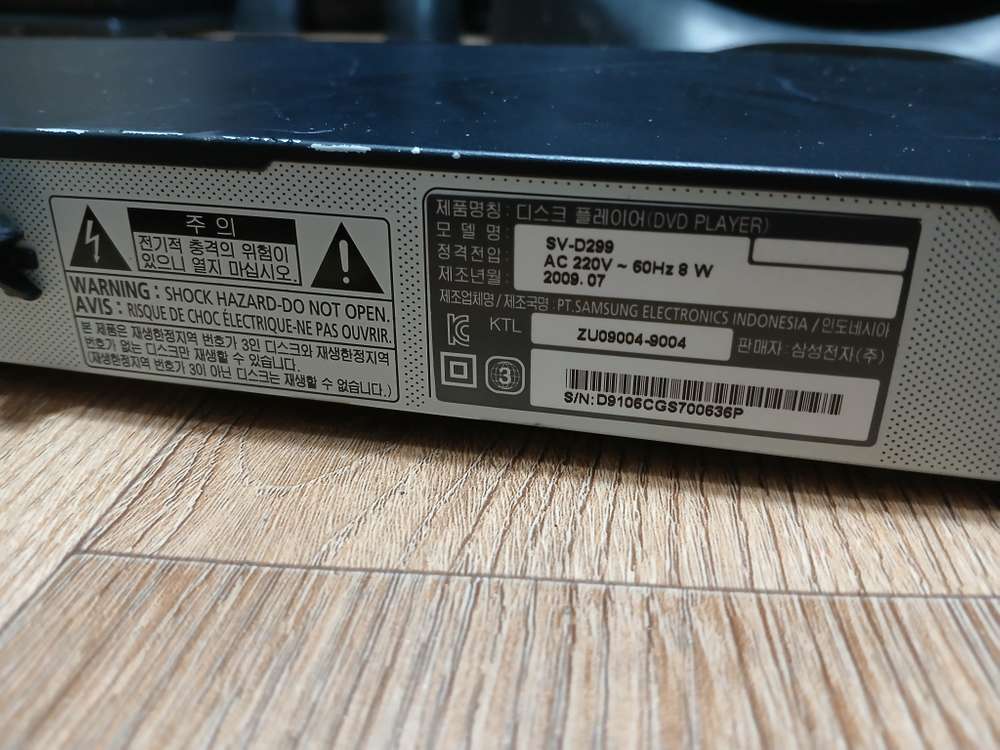 주 의
전기적 충격의 위험이
있으니 열지 마십시오.
WARNING : SHOCK HAZARD-DO NOT OPEN.
AVIS : RISQUE DE CHOC ÉLECTRIQUE-NE PAS OUVRIR.
본 제품은 재생한정지역 번호가 3인 디스크와 재생한정지역
번호가 없는 디스크만 재생할 수 있습니다.
(재생한정지역 번호가 3이 아닌 디스크는 재생할 수 없습니다.)
제품명칭 : 디스크 플레이어(DVD PLAYER)
모 델 명 : SV-D299
정격전압 : AC 220V ~ 60Hz 8 W
제조년월 : 2009. 07
제조업체명 / 제조국명 : PT.SAMSUNG ELECTRONICS INDONESIA / 인도네시아
KTL ZU09004-9004 판매자 : 삼성전자(주)
3
S/N: D9106CGS700636P